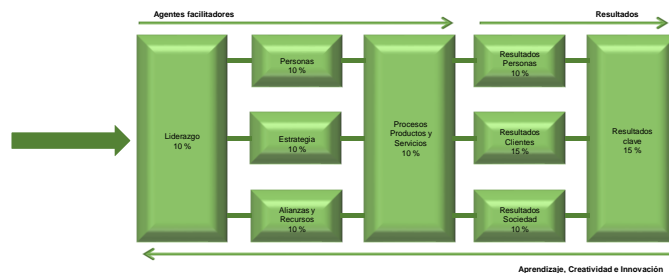 Agentes facilitadores
Resultados
Liderazgo
10 %
Personas
10 %
Estrategia
10 %
Alianzas y
Recursos
10 %
Procesos
Productos y
Servicios
10 %
Resultados
Personas
10 %
Resultados
Clientes
15 %
Resultados
Sociedad
10 %
Resultados
clave
15 %
Aprendizaje, Creatividad e Innovación